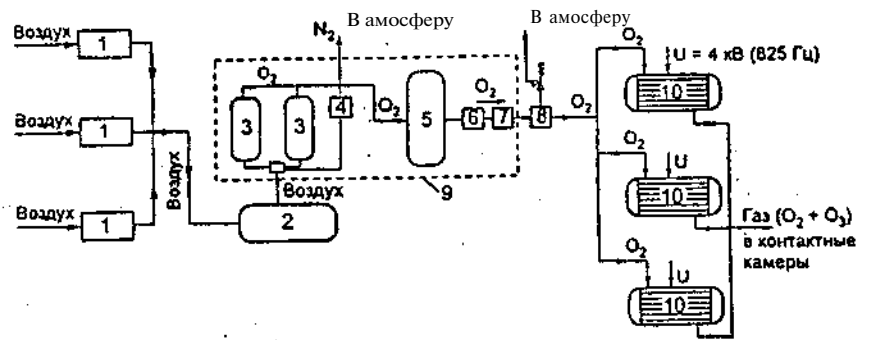 В амосферу
В амосферу
Воздух
1
N₂
O₂
O₂
U = 4 кВ (825 Гц)
10
O₂
3
3
4
O₂
5
O₂
6
7
8
O₂
Воздух
1
Воздух
Воздух
9
O₂
U
10
Воздух
1
2
Газ (O₂ + O₃)
в контактные
камеры
O₂
U
10